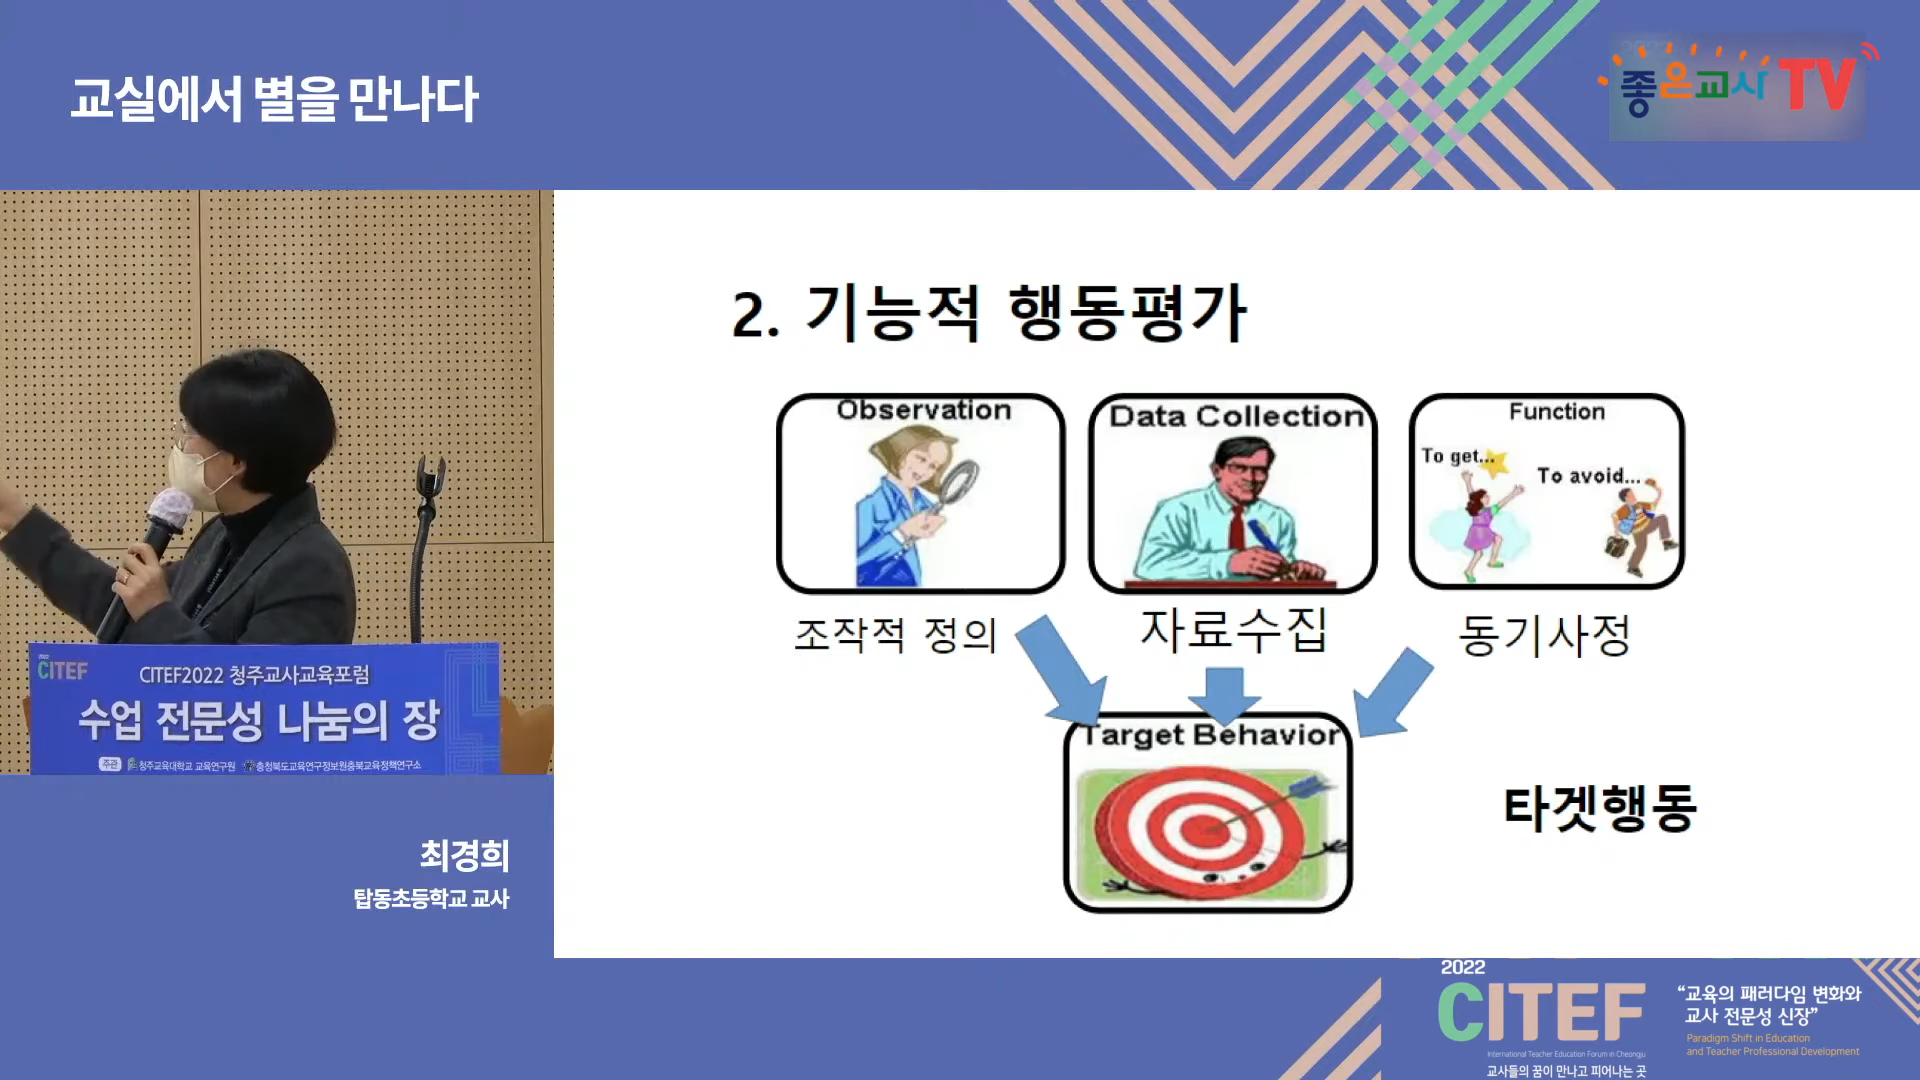 교실에서 별을 만나다
좋은교사 TV
2. 기능적 행동평가
Observation
Data Collection
Function
To get...
To avoid...
조작적 정의
자료수집
동기사정
Target Behavior
타겟행동
2022
CITEF
CITEF2022 청주교사교육포럼
수업 전문성 나눔의 장
주관 청주교육대학교 교육연구원 충청북도교육연구정보원충북교육정책연구소
최경희
탑동초등학교 교사
2022
CITEF
International Teacher Education Forum in Cheongju
교사들의 꿈이 만나고 피어나는 곳
“교육의 패러다임 변화와
교사 전문성 신장”
Paradigm Shift in Education
and Teacher Professional Development